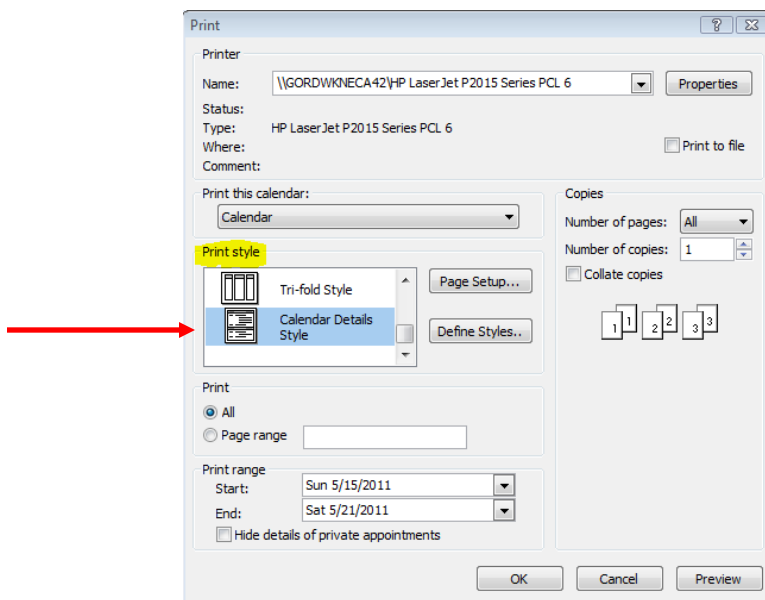 Print
Printer
Name: \\GORDWKNECA42\HP LaserJet P2015 Series PCL 6 Properties
Status:
Type: HP LaserJet P2015 Series PCL 6
Where: Print to file
Comment:
Print this calendar:
Calendar
Copies
Number of pages: All
Number of copies: 1
Collate copies
1 1 2 2 3 3
Print style
Tri-fold Style
Calendar Details
Style
Page Setup...
Define Styles..
Print
All
Page range
Print range
Start: Sun 5/15/2011
End: Sat 5/21/2011
Hide details of private appointments
OK Cancel Preview